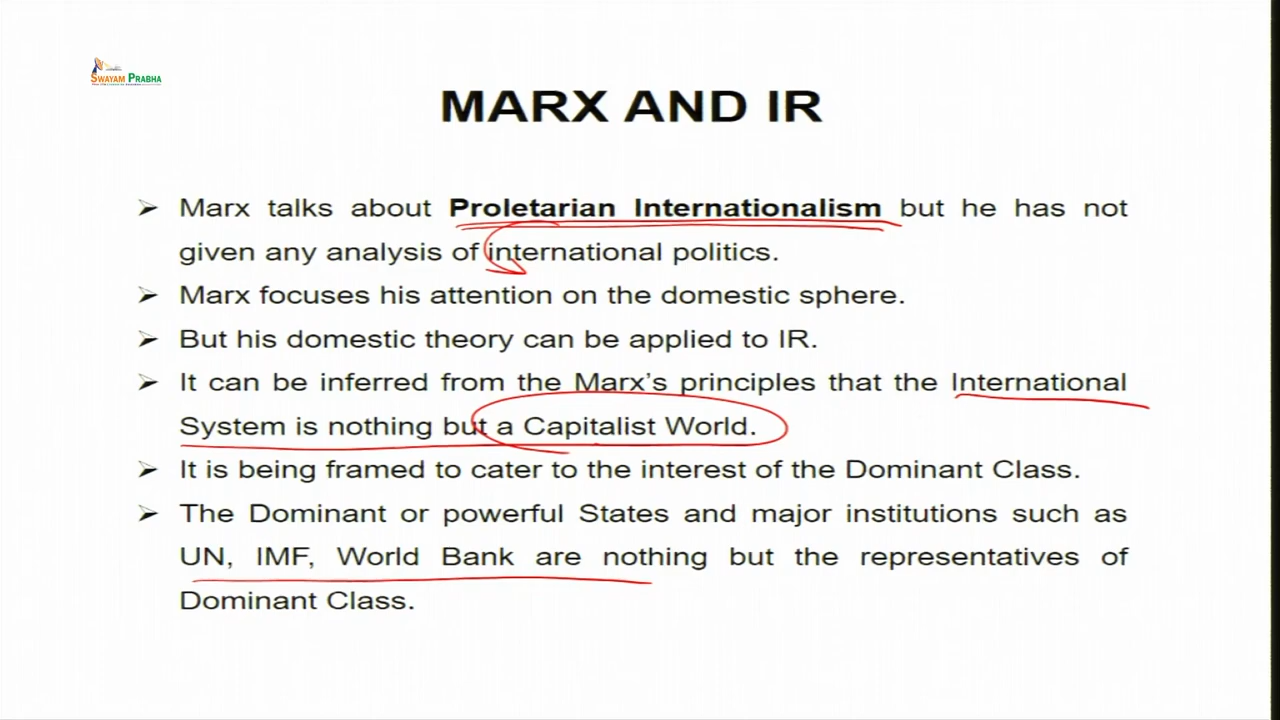 SWAYAM PRABHA
MARX AND IR
➢ Marx talks about Proletarian Internationalism but he has not
given any analysis of international politics.
➢ Marx focuses his attention on the domestic sphere.
➢ But his domestic theory can be applied to IR.
➢ It can be inferred from the Marx’s principles that the International
System is nothing but a Capitalist World.
➢ It is being framed to cater to the interest of the Dominant Class.
➢ The Dominant or powerful States and major institutions such as
UN, IMF, World Bank are nothing but the representatives of
Dominant Class.